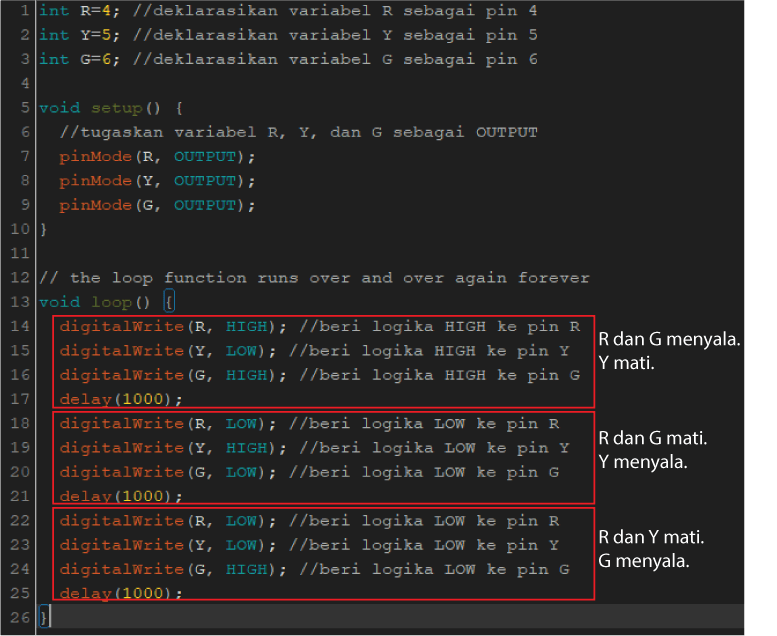 1 int R=4; //deklarasikan variabel R sebagai pin 4
2 int Y=5; //deklarasikan variabel Y sebagai pin 5
3 int G=6; //deklarasikan variabel G sebagai pin 6
4
5 void setup() {
6 //tugaskan variabel R, Y, dan G sebagai OUTPUT
7 pinMode(R, OUTPUT);
8 pinMode(Y, OUTPUT);
9 pinMode(G, OUTPUT);
10 }
11
12 // the loop function runs over and over again forever
13 void loop() {
14 digitalWrite(R, HIGH); //beri logika HIGH ke pin R
15 digitalWrite(Y, LOW); //beri logika HIGH ke pin Y
16 digitalWrite(G, HIGH); //beri logika HIGH ke pin G
17 delay(1000);
R dan G menyala.
Y mati.
18 digitalWrite(R, LOW); //beri logika LOW ke pin R
19 digitalWrite(Y, HIGH); //beri logika LOW ke pin Y
20 digitalWrite(G, LOW); //beri logika LOW ke pin G
21 delay(1000);
R dan G mati.
Y menyala.
22 digitalWrite(R, LOW); //beri logika LOW ke pin R
23 digitalWrite(Y, LOW); //beri logika LOW ke pin Y
24 digitalWrite(G, HIGH); //beri logika LOW ke pin G
25 delay(1000);
R dan Y mati.
G menyala.
26 }